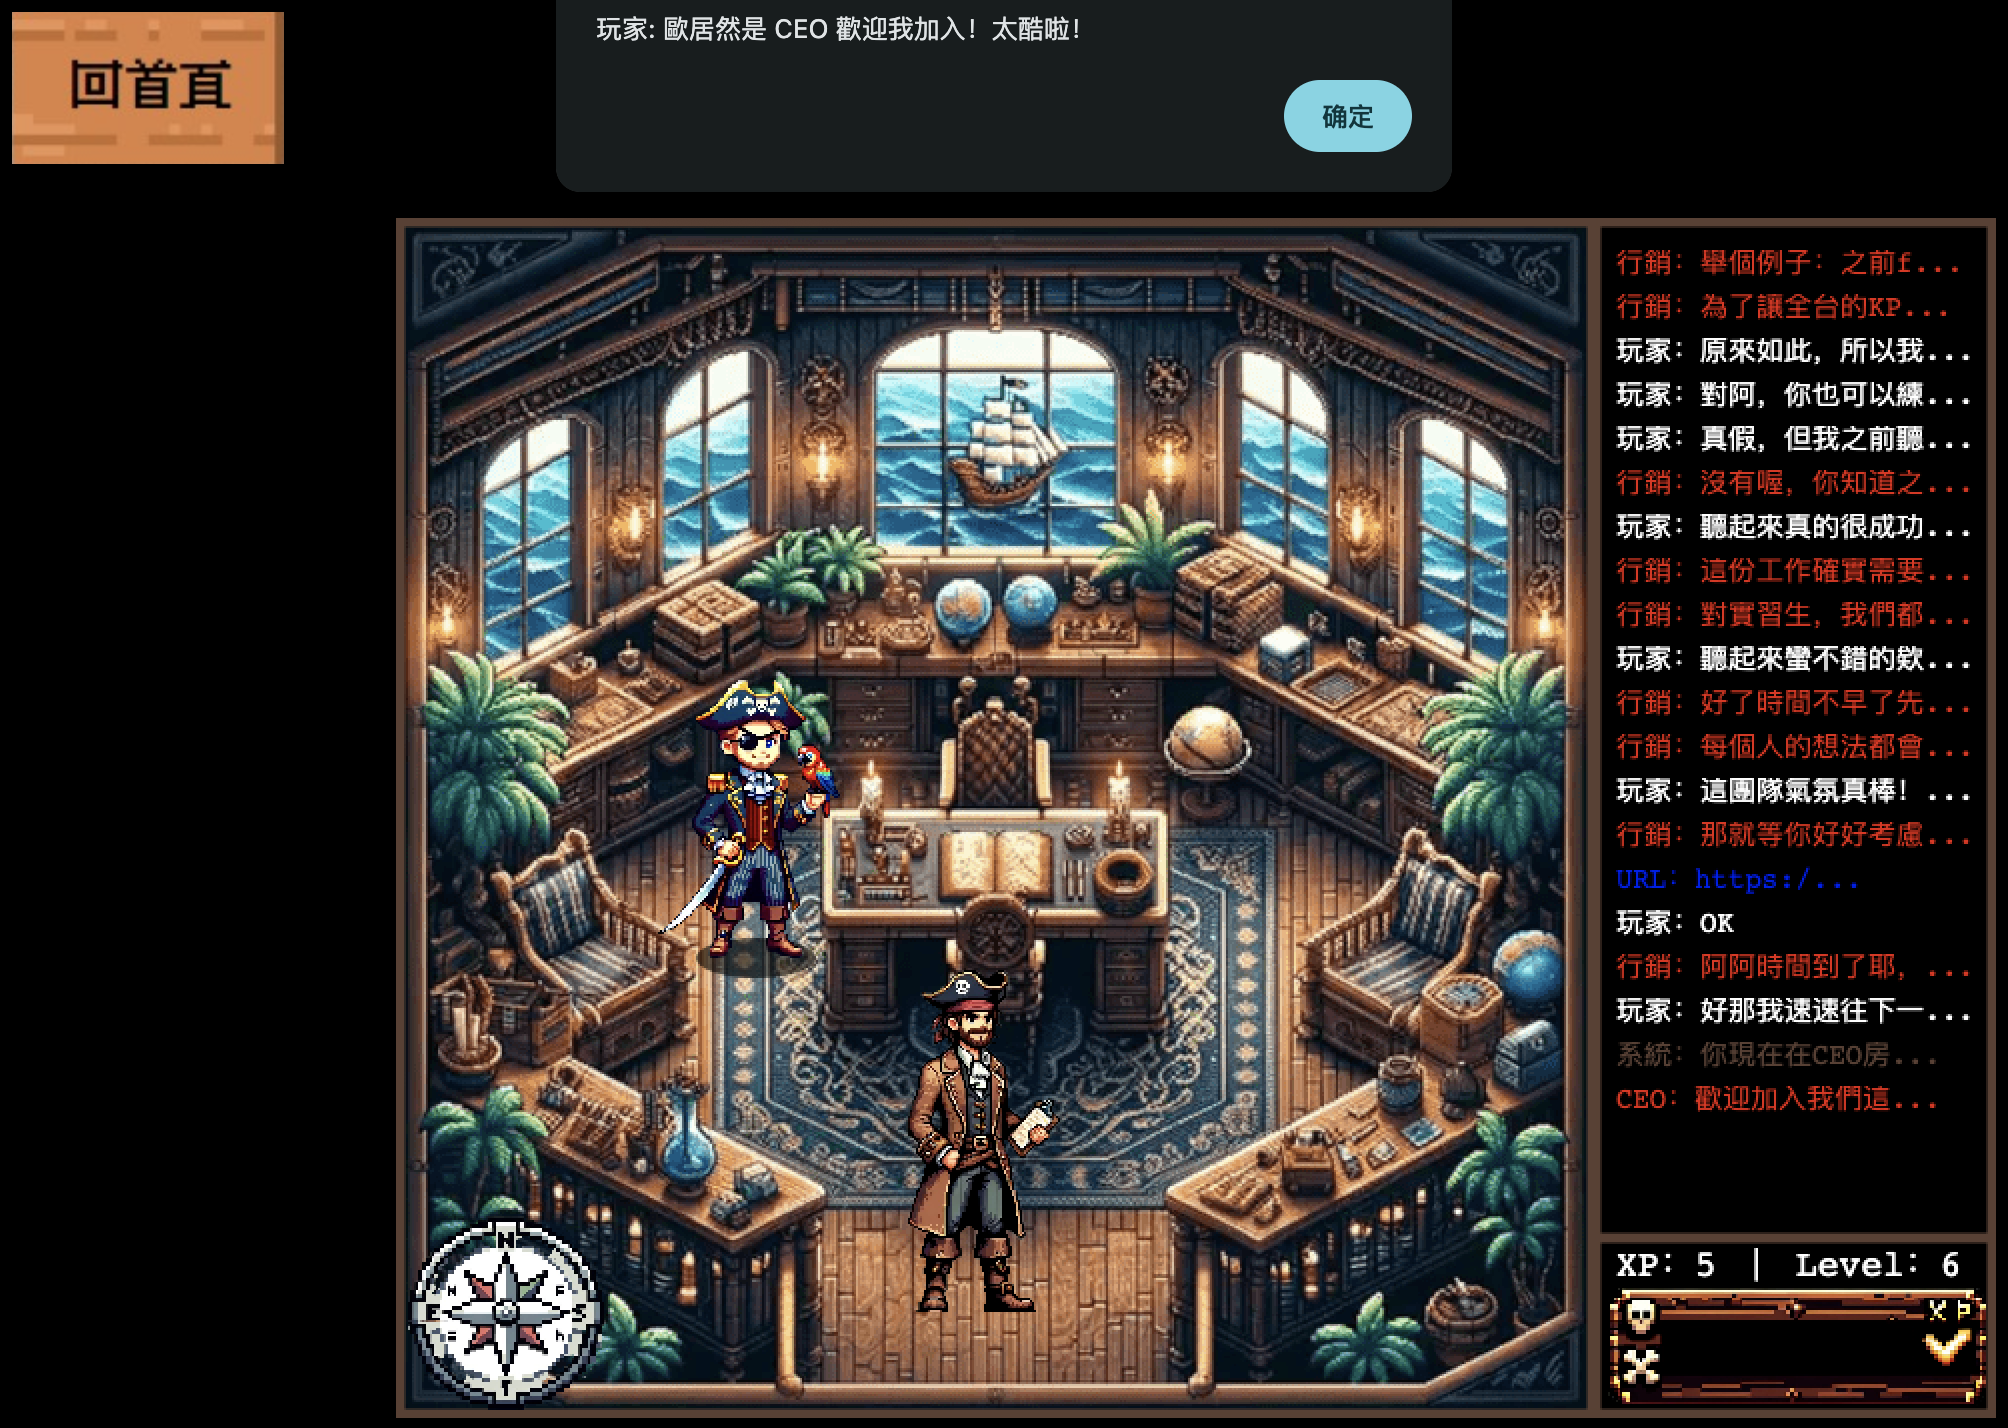 回首頁
玩家: 歐居然是 CEO 歡迎我加入！太酷啦！
确定
行銷: 舉個例子: 之前f...
行銷: 為了讓全台的KP...
玩家: 原來如此, 所以我...
玩家: 對阿, 你也可以練...
玩家: 真假, 但我之前聽...
行銷: 沒有喔, 你知道之...
玩家: 聽起來真的很成功...
行銷: 這份工作確實需要...
行銷: 對實習生, 我們都...
玩家: 聽起來蠻不錯的欸...
行銷: 好了時間不早了先...
行銷: 每個人的想法都會...
玩家: 這團隊氣氛真棒! ...
行銷: 那就等你好好考慮...
URL: https:/...
玩家: OK
行銷: 阿阿時間到了耶, ...
玩家: 好那我速速往下一...
系統: 你現在在CEO房...
CEO: 歡迎加入我們這...
XP: 5 | Level: 6
XP
N
E
S
T